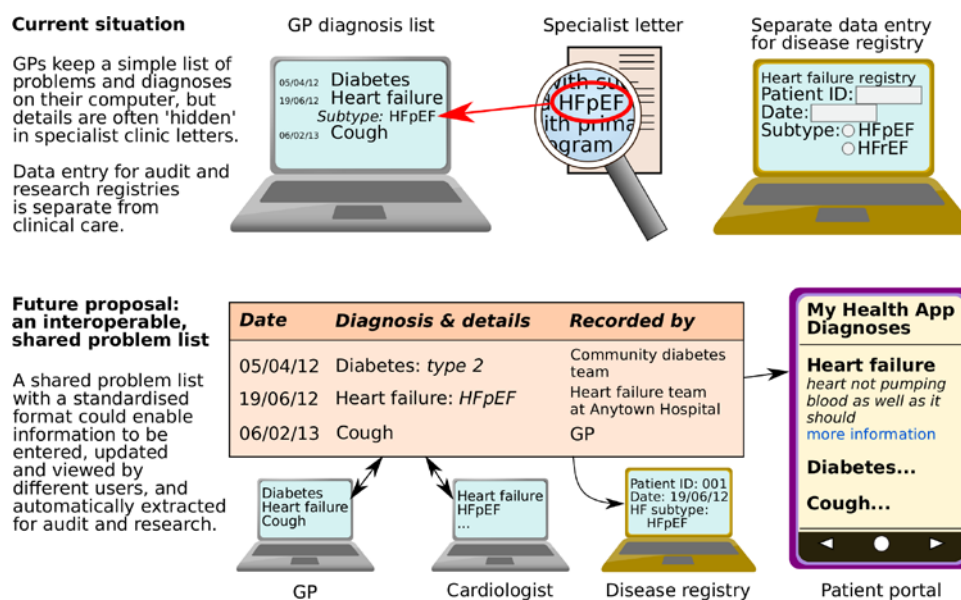 Current situation
GPs keep a simple list of
problems and diagnoses
on their computer, but
details are often 'hidden'
in specialist clinic letters.
Data entry for audit and
research registries
is separate from
clinical care.
GP diagnosis list
05/04/12 Diabetes
19/06/12 Heart failure
Subtype: HFpEF
06/02/13 Cough
Specialist letter
with su
HFpEF
ith prima
ogram
Separate data entry
for disease registry
Heart failure registry
Patient ID:
Date:
Subtype: HFpEF
HFrEF
Future proposal:
an interoperable,
shared problem list
A shared problem list
with a standardised
format could enable
information to be
entered, updated
and viewed by
different users, and
automatically extracted
for audit and research.
Date Diagnosis & details Recorded by
05/04/12 Diabetes: type 2 Community diabetes
team
19/06/12 Heart failure: HFpEF Heart failure team
at Anytown Hospital
06/02/13 Cough GP
Diabetes
Heart failure
Cough
GP
Heart failure
HFpEF
...
Cardiologist
Patient ID: 001
Date: 19/06/12
HF subtype:
HFpEF
Disease registry
My Health App
Diagnoses
Heart failure
heart not pumping
blood as well as it
should
more information
Diabetes...
Cough...
Patient portal